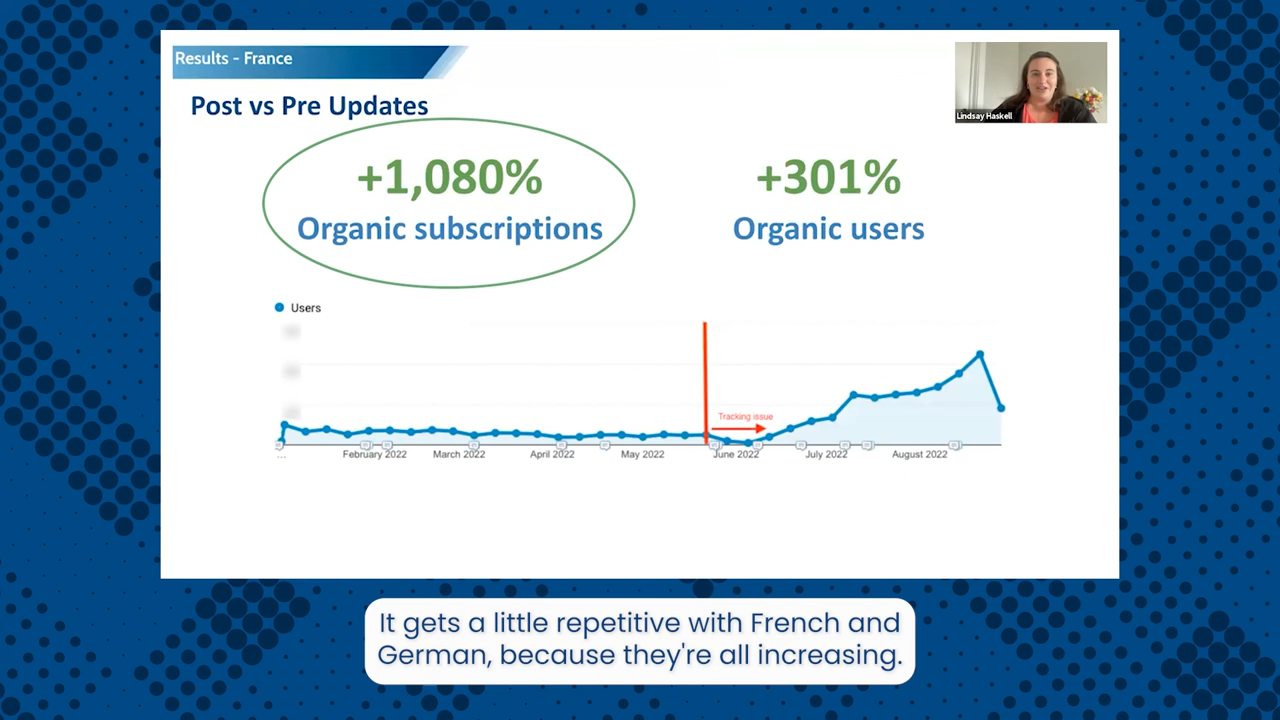 Results - France
Lindsay Haskell
Post vs Pre Updates
+1,080%
Organic subscriptions
+301%
Organic users
Users
Tracking issue
...
February 2022
March 2022
April 2022
May 2022
June 2022
July 2022
August 2022
It gets a little repetitive with French and
German, because they're all increasing.